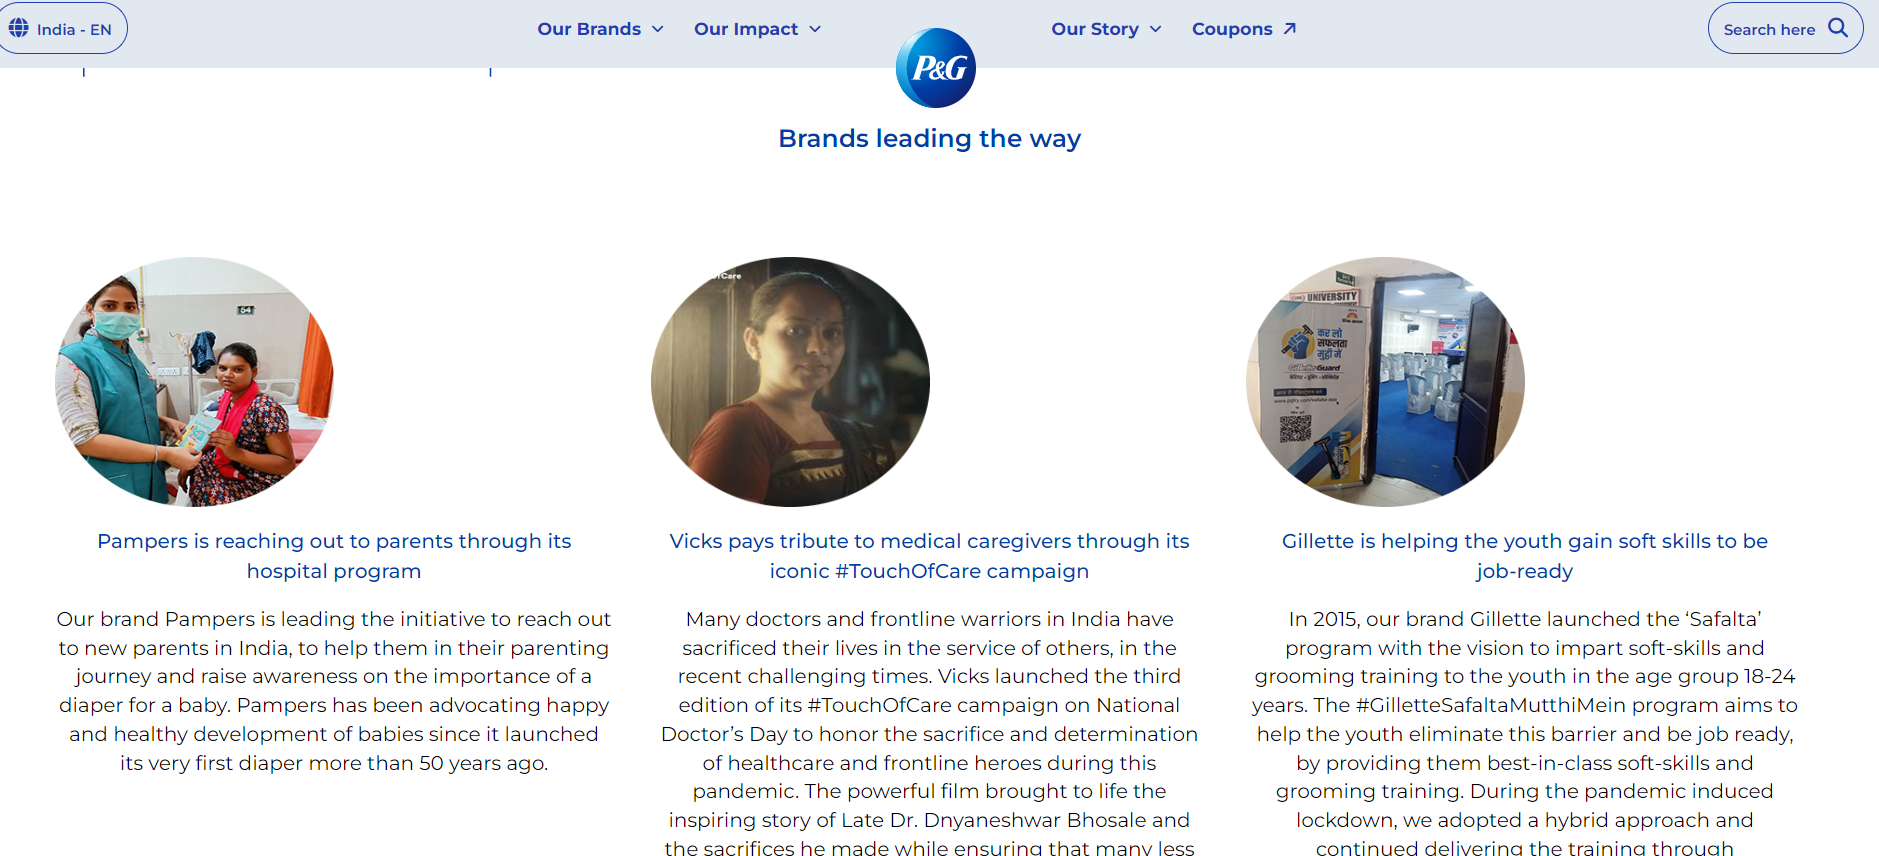 India - EN
Our Brands
Our Impact
P&G
Our Story
Coupons
Search here
Brands leading the way
54
fCare
UNIVERSITY
कर लो
सफलता
मुट्ठी में
Gillette Guard
Pampers is reaching out to parents through its
hospital program
Our brand Pampers is leading the initiative to reach out
to new parents in India, to help them in their parenting
journey and raise awareness on the importance of a
diaper for a baby. Pampers has been advocating happy
and healthy development of babies since it launched
its very first diaper more than 50 years ago.
Vicks pays tribute to medical caregivers through its
iconic #TouchOfCare campaign
Many doctors and frontline warriors in India have
sacrificed their lives in the service of others, in the
recent challenging times. Vicks launched the third
edition of its #TouchOfCare campaign on National
Doctor’s Day to honor the sacrifice and determination
of healthcare and frontline heroes during this
pandemic. The powerful film brought to life the
inspiring story of Late Dr. Dnyaneshwar Bhosale and
the sacrifices he made while ensuring that many less
Gillette is helping the youth gain soft skills to be
job-ready
In 2015, our brand Gillette launched the ‘Safalta’
program with the vision to impart soft-skills and
grooming training to the youth in the age group 18-24
years. The #GilletteSafaltaMutthiMein program aims to
help the youth eliminate this barrier and be job ready,
by providing them best-in-class soft-skills and
grooming training. During the pandemic induced
lockdown, we adopted a hybrid approach and
continued delivering the training through